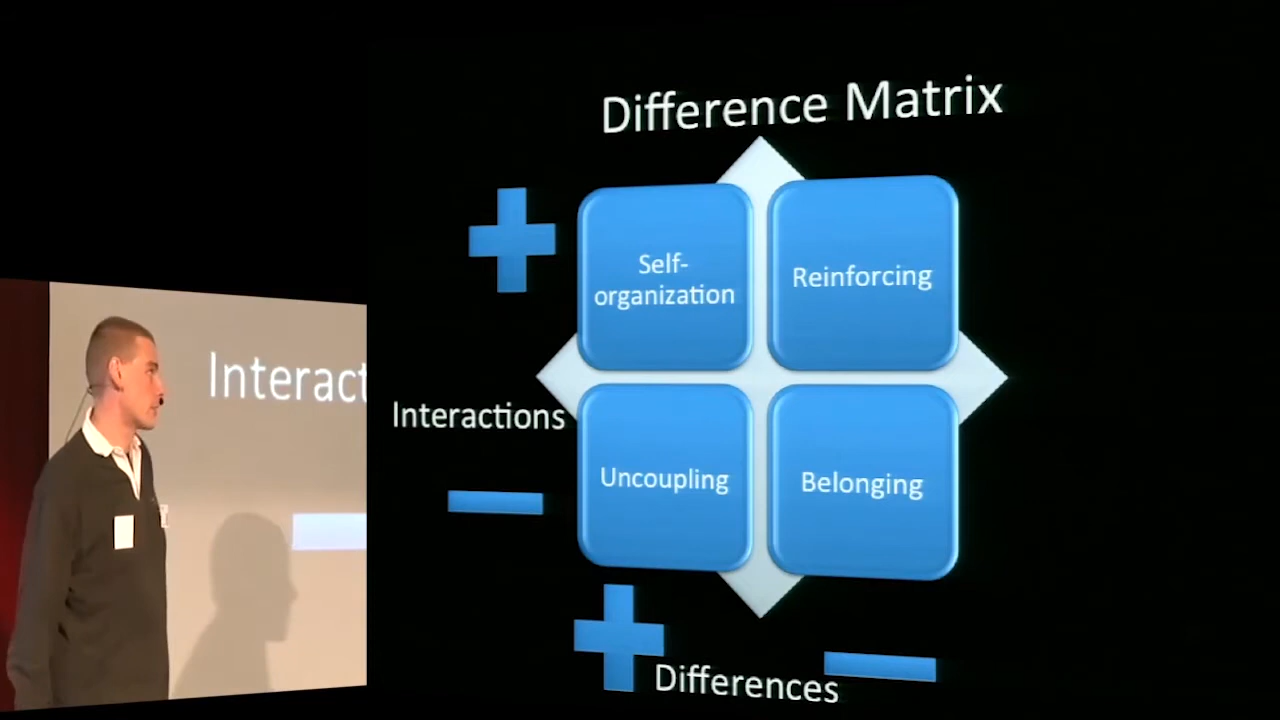 Difference Matrix
Self-
organization
Reinforcing
Interact
Interactions
Uncoupling
Belonging
Differences